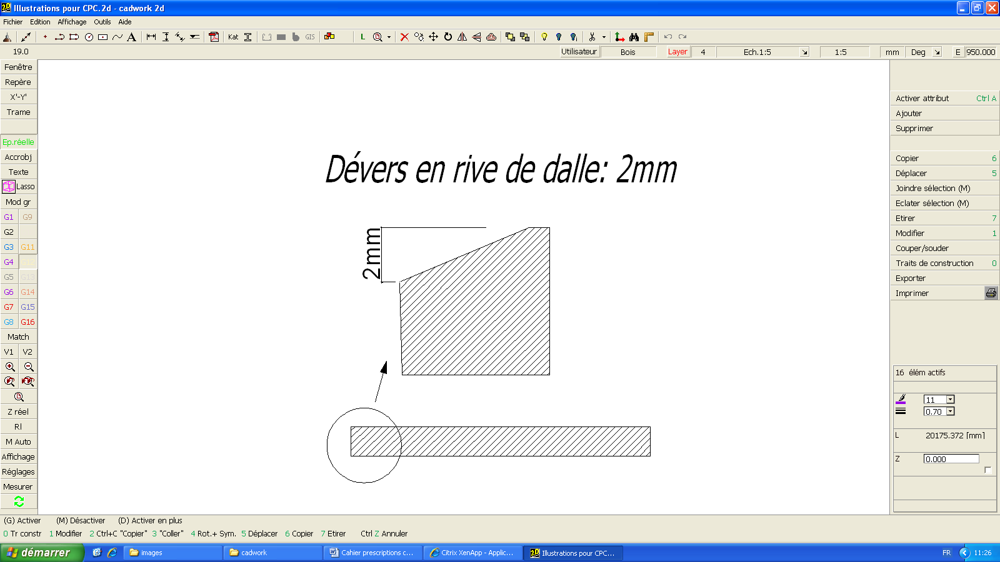 Illustrations pour CPC.2d - cadwork 2d
Fichier Edition Affichage Outils Aide
Kat GIS L
19.0 Utilisateur Bois Layer 4 Ech.1:5 1:5 mm Deg E 950.000
Fenêtre
Repère
X'-Y'
Trame
Ep.réelle
Accrobj
Texte
Lasso
Mod gr
G1 G9
G2
G3 G11
G4 G12
G5 G13
G6 G14
G7 G15
G8 G16
Match
V1 V2
Z réel
RI
M Auto
Affichage
Réglages
Mesurer
Dévers en rive de dalle: 2mm
2mm
Activer attribut Ctrl A
Ajouter
Supprimer
Copier 6
Déplacer 5
Joindre sélection (M)
Eclater sélection (M)
Etirer 7
Modifier 1
Couper/souder
Traits de construction 0
Exporter
Imprimer
16 élém actifs
11
0.70
L 20175.372 [mm]
Z 0.000
(G) Activer (M) Désactiver (D) Activer en plus
0 Tr constr 1 Modifier 2 Ctrl+C "Copier" 3 "Coller" 4 Rot.+ Sym. 5 Déplacer 6 Copier 7 Etirer Ctrl Z Annuler
démarrer images cadwork Cahier prescriptions c... Citrix XenApp - Applic... Illustrations pour CPC... FR 11:26